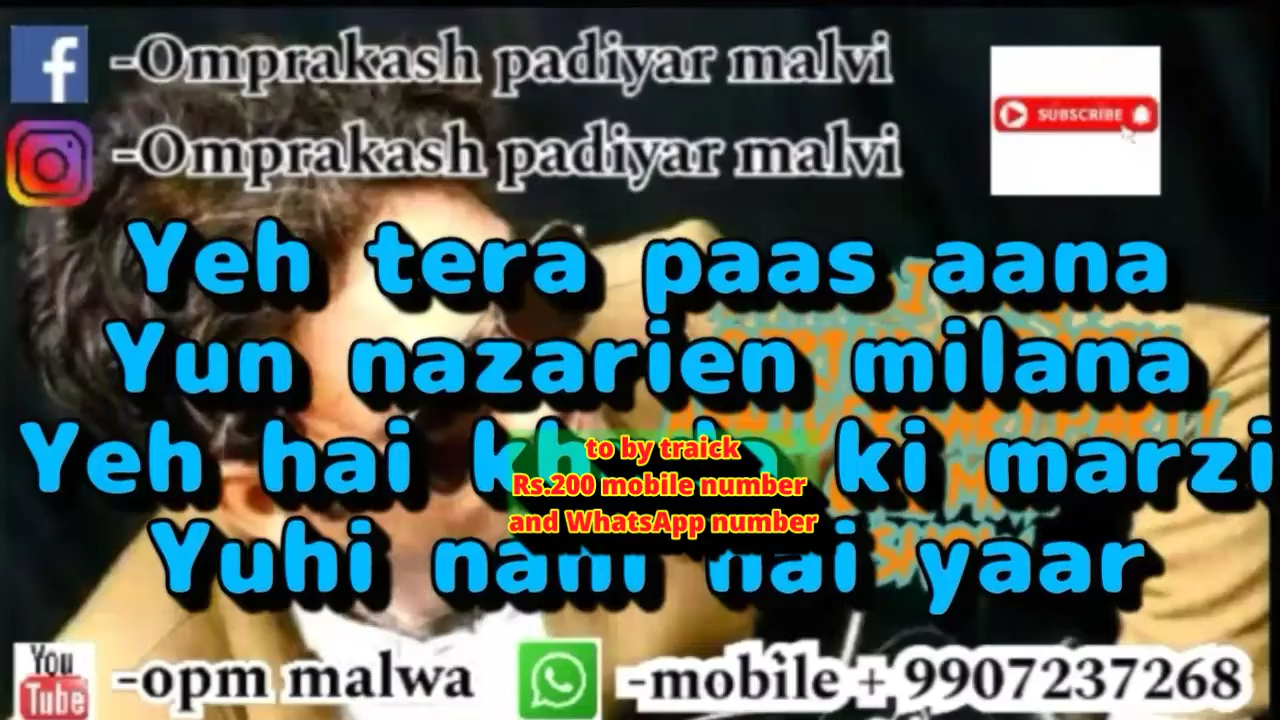 -Omprakash padiyar malvi
SUBSCRIBE
-Omprakash padiyar malvi
Yeh tera paas aana
Yun nazarien milana
Yeh hai ki marzi
to by traick
Rs.200 mobile number
and WhatsApp number
Yuhi nahi hai yaar
You Tube -opm malwa
-mobile + 9907237268